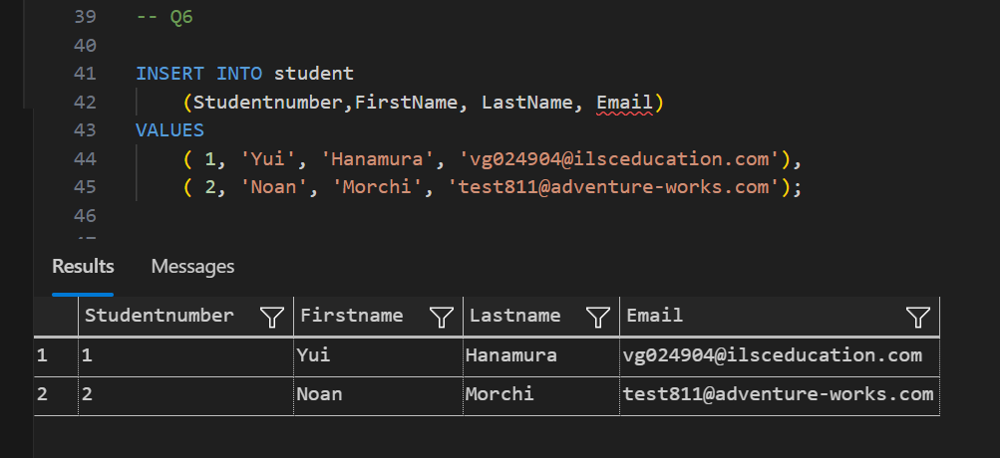 39 -- Q6
40
41 INSERT INTO student
42 (Studentnumber,FirstName, LastName, Email)
43 VALUES
44 ( 1, 'Yui', 'Hanamura', 'vg024904@ilsceducation.com'),
45 ( 2, 'Noan', 'Morchi', 'test811@adventure-works.com');
46
Results Messages
Studentnumber Firstname Lastname Email
1 1 Yui Hanamura vg024904@ilsceducation.com
2 2 Noan Morchi test811@adventure-works.com